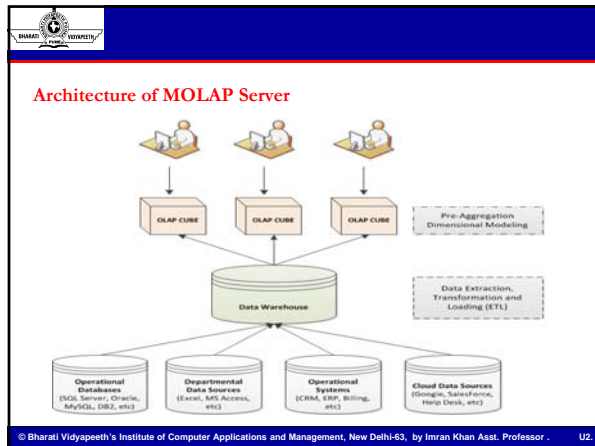 BHARATI
VIDYAPEETH
PUNE
Architecture of MOLAP Server
OLAP CUBE
OLAP CUBE
OLAP CUBE
Pre-Aggregation
Dimensional Modeling
Data Warehouse
Data Extraction,
Transformation and
Loading (ETL)
Operational
Databases
(SQL Server, Oracle,
MySQL, DB2, etc)
Departmental
Data Sources
(Excel, MS Access,
etc)
Operational
Systems
(CRM, ERP, Billing,
etc)
Cloud Data Sources
(Google, SalesForce,
Help Desk, etc)
© Bharati Vidyapeeth's Institute of Computer Applications and Management, New Delhi-63, by Imran Khan Asst. Professor . U2.